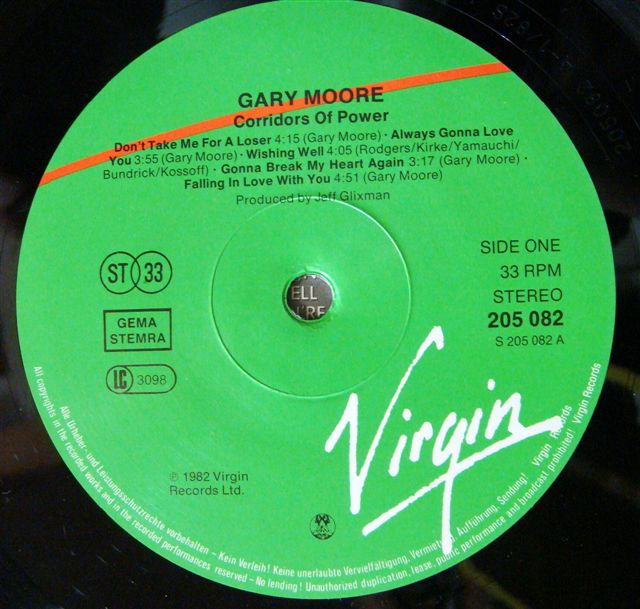 GARY MOORE
Corridors Of Power
Don't Take Me For A Loser 4:15 (Gary Moore) · Always Gonna Love
You 3:55 (Gary Moore) · Wishing Well 4:05 (Rodgers/Kirke/Yamauchi/
Bundrick/Kossoff) · Gonna Break My Heart Again 3:17 (Gary Moore) ·
Falling In Love With You 4:51 (Gary Moore)
Produced by Jeff Glixman
ST 33
GEMA
STEMRA
LC 3098
SIDE ONE
33 RPM
STEREO
205 082
S 205 082 A
ELL
Virgin
℗ 1982 Virgin
Records Ltd.
Alle Urheber- und Leistungsschutzrechte vorbehalten – Kein Verleih! Keine unerlaubte Vervielfältigung, Vermietung, Aufführung, Sendung! Virgin Records
All copyrights in the recorded works and in the recorded performances reserved – No lending! Unauthorized duplication, lease, public performance and broadcast prohibited! Virgin Records